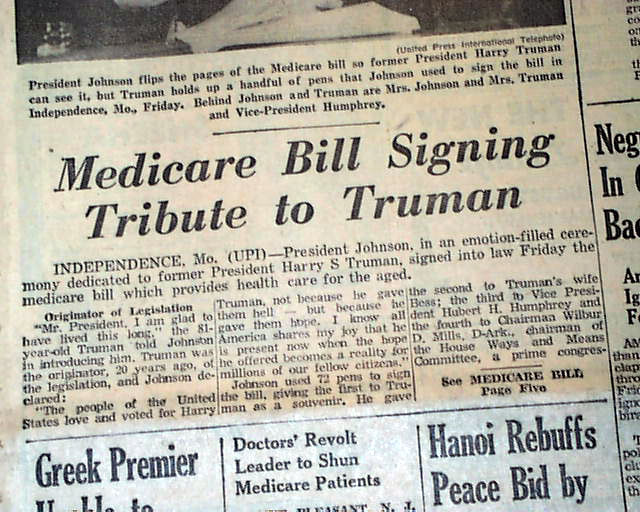 (United Press International Telephoto)
President Johnson flips the pages of the Medicare bill so former President Harry Truman
can see it, but Truman holds up a handful of pens that Johnson used to sign the bill in
Independence, Mo., Friday. Behind Johnson and Truman are Mrs. Johnson and Mrs. Truman
and Vice-President Humphrey.
Medicare Bill Signing
Tribute to Truman
INDEPENDENCE, Mo. (UPI)—President Johnson, in an emotion-filled cere-
mony dedicated to former President Harry S Truman, signed into law Friday the
medicare bill which provides health care for the aged.
Originator of Legislation
"Mr. President, I am glad to
have lived this long," the 81-
year-old Truman told Johnson
in introducing him. Truman was
the originator, 20 years ago, of
the legislation, and Johnson de-
clared:
"The people of the United
States love and voted for Harry
Truman, not because he gave
them hell — but because he
gave them hope. I know all
America shares my joy that he
is present now when the hope
he offered becomes a reality for
millions of our fellow citizens."
Johnson used 72 pens to sign
the bill, giving the first to Tru-
man as a souvenir. He gave
the second to Truman's wife
Bess; the third to Vice Presi-
dent Hubert H. Humphrey and
the fourth to Chairman Wilbur
D. Mills, D-Ark., chairman of
the House Ways and Means
Committee, a prime congres-
See MEDICARE BILL
Page Five
Greek Premier
Doctors' Revolt
Leader to Shun
Medicare Patients
PLEASANT, N. J.
Hanoi Rebuffs
Peace Bid by
In